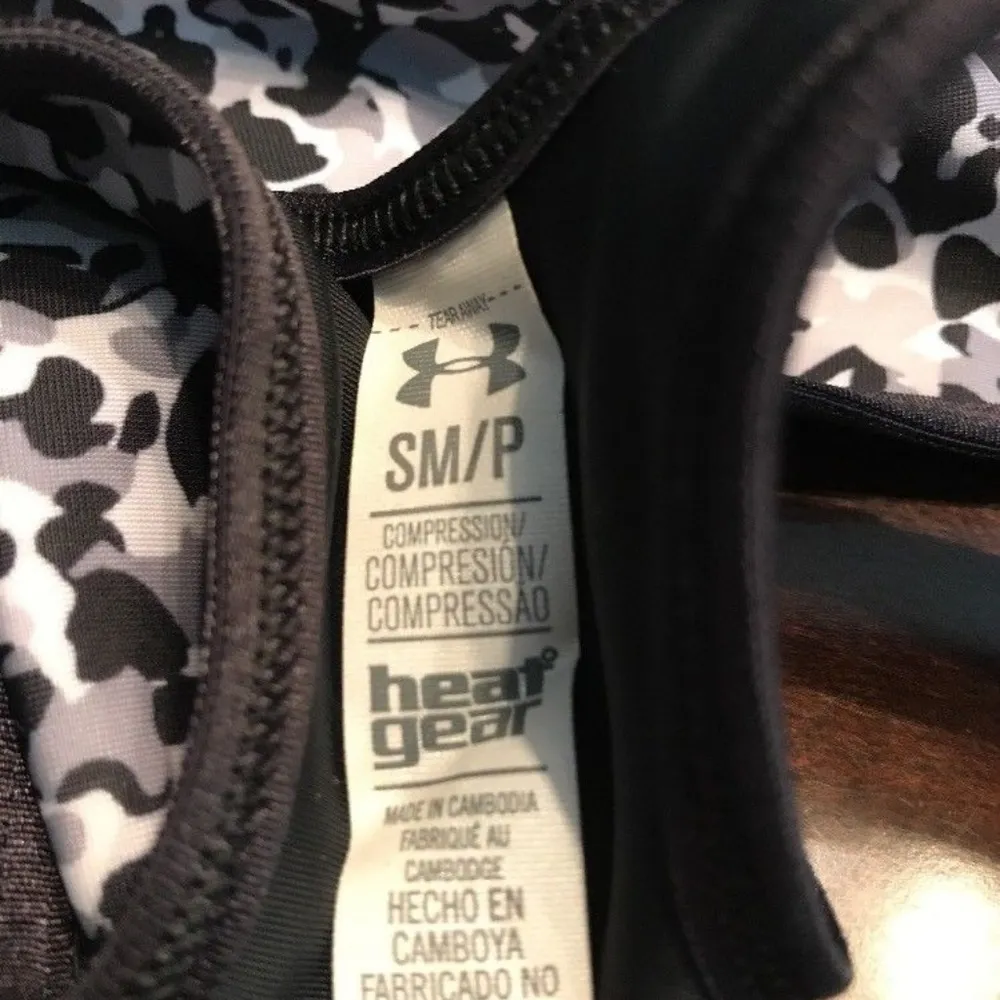 TEAR AWAY
SM/P
COMPRESSION/
COMPRESIÓN/
COMPRESSÃO
heat
gear
MADE IN CAMBODIA
FABRIQUÉ AU
CAMBODGE
HECHO EN
CAMBOYA
FABRICADO NO